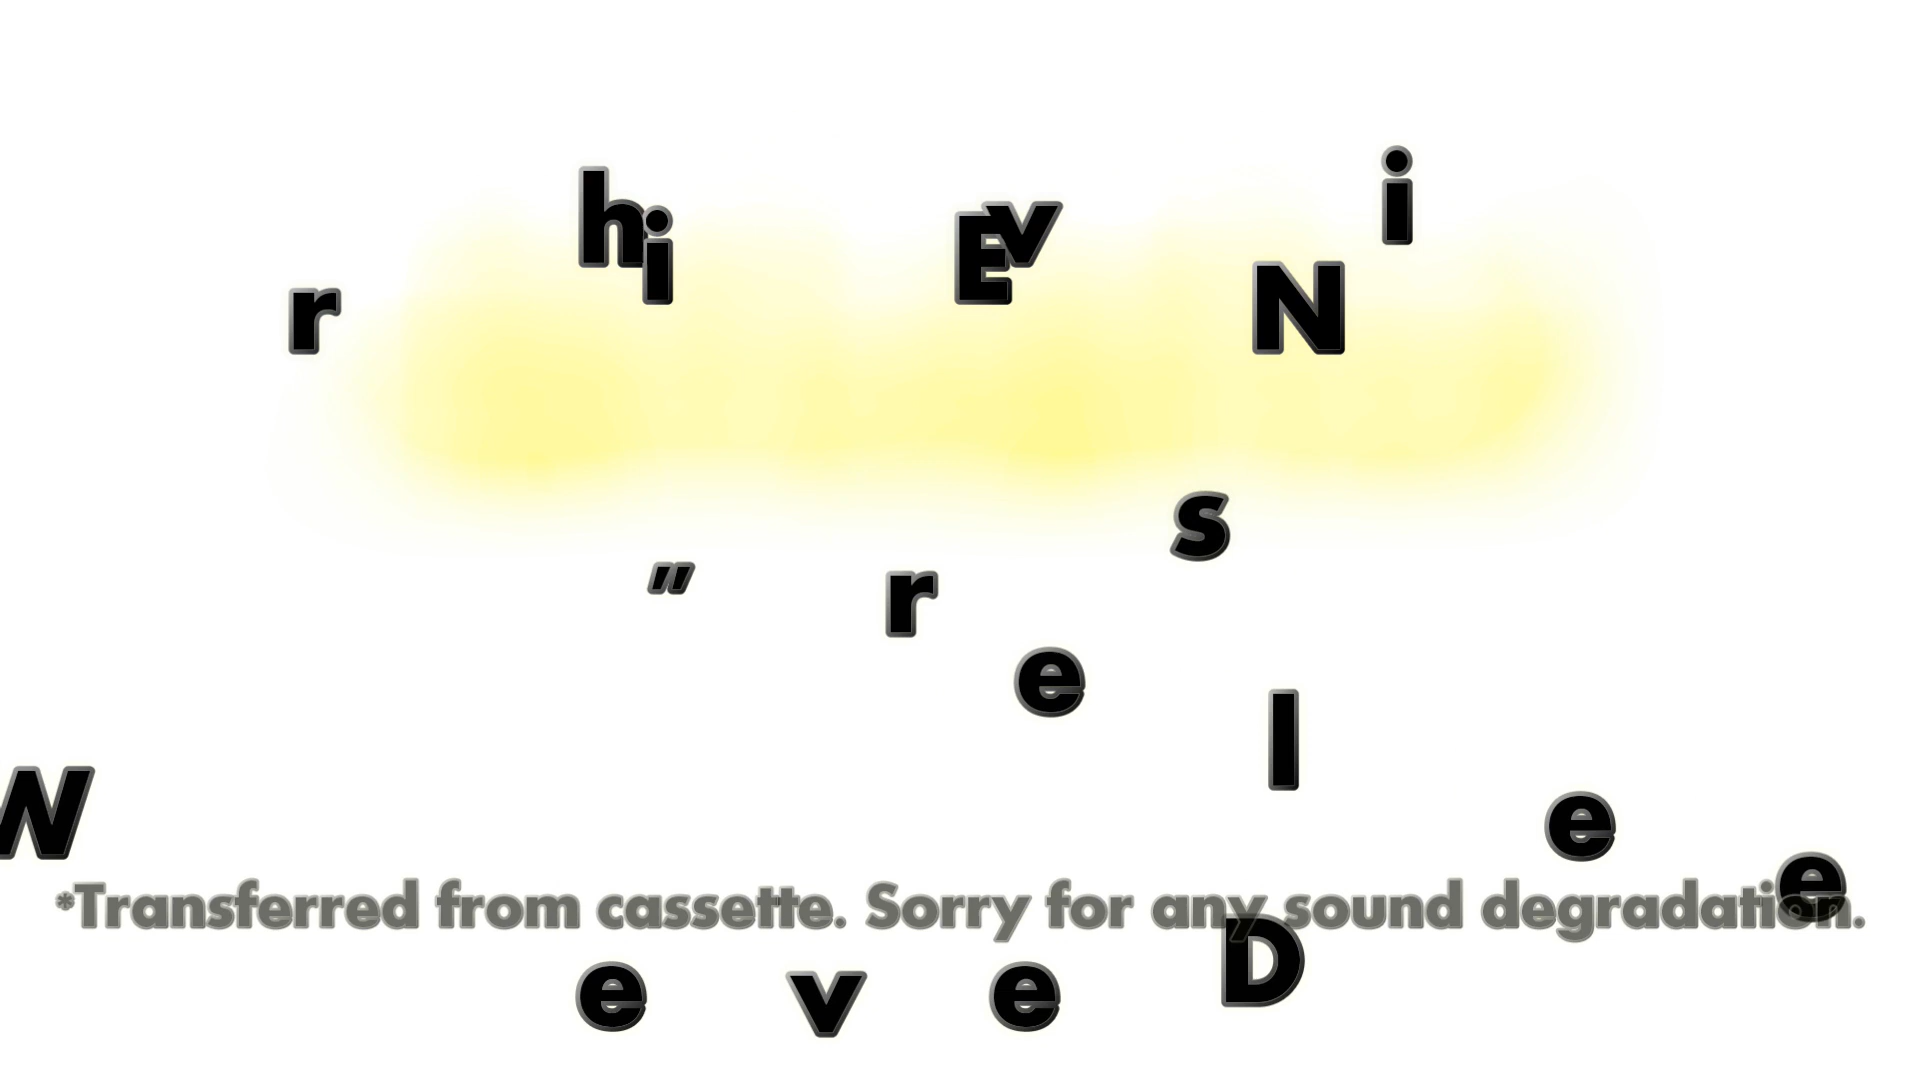 r h i E v N i
s
" r
e
l
W e
e
*Transferred from cassette. Sorry for any sound degradation.
e v e D